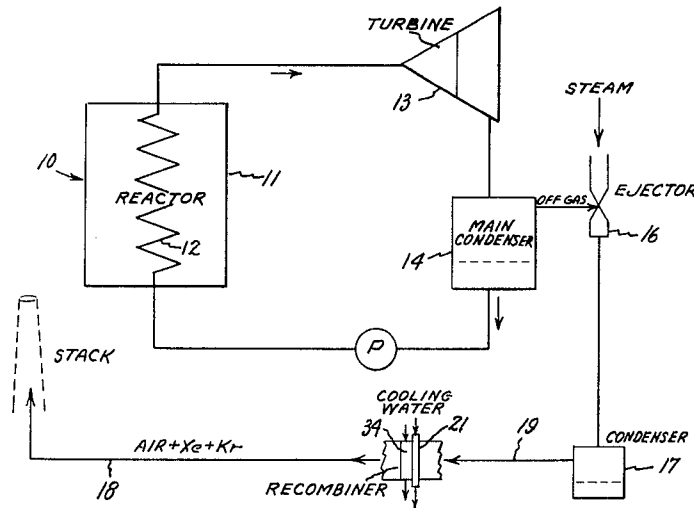 TURBINE
13
STEAM
10
11
REACTOR
12
OFF GAS
EJECTOR
MAIN
CONDENSER
14
16
STACK
P
COOLING
WATER
34
21
CONDENSER
AIR+Xe+Kr
19
17
18
RECOMBINER